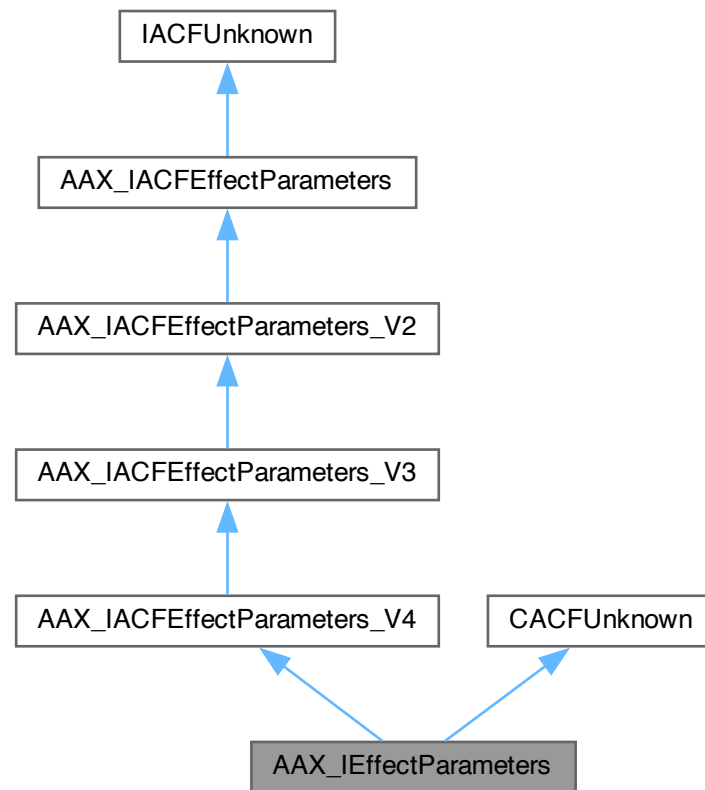 IACFUnknown
AAX_IACFEffectParameters
AAX_IACFEffectParameters_V2
AAX_IACFEffectParameters_V3
AAX_IACFEffectParameters_V4
CACFUnknown
AAX_IEffectParameters